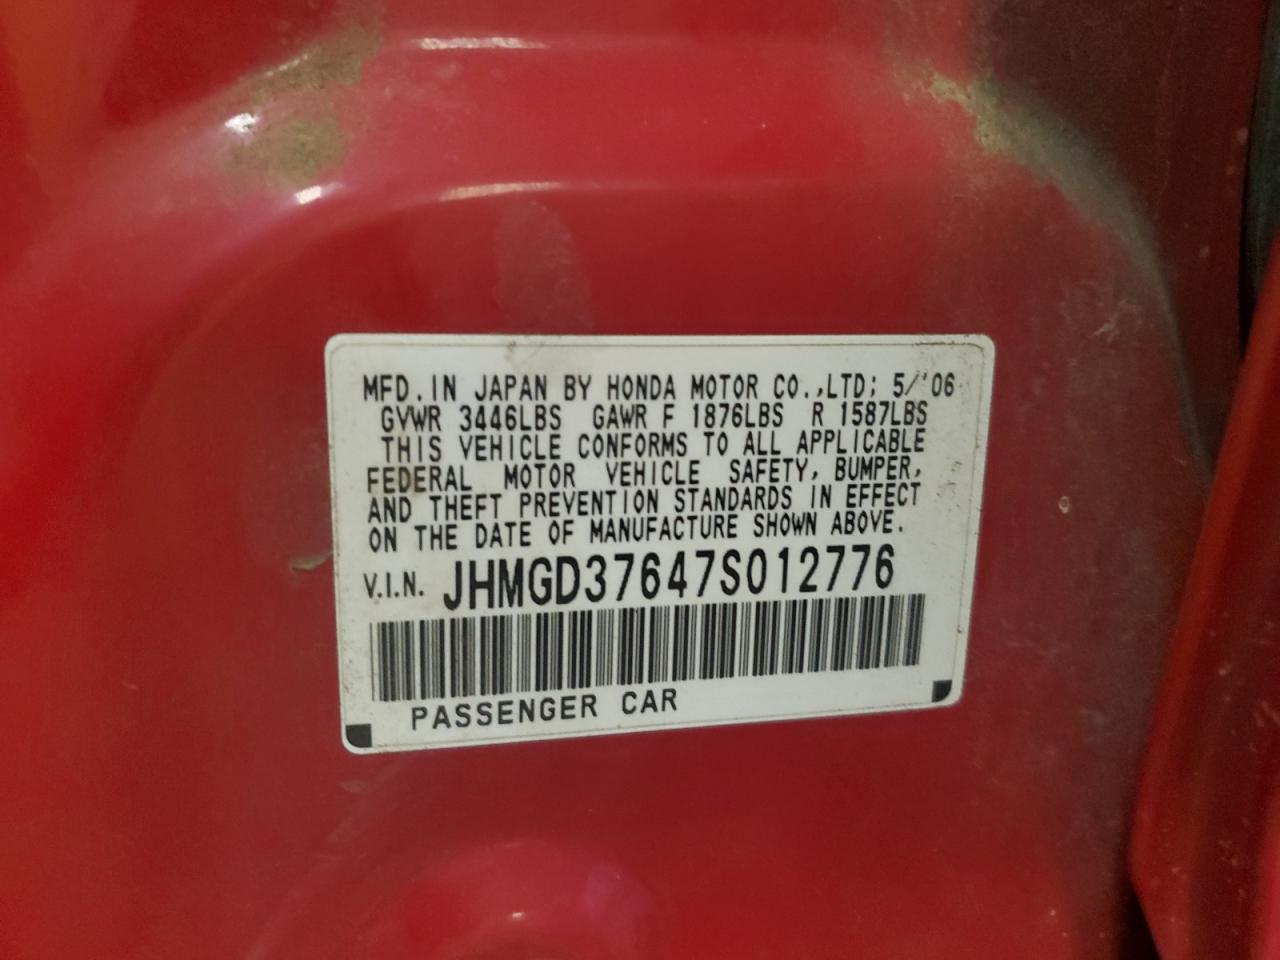 MFD. IN JAPAN BY HONDA MOTOR CO.,LTD; 5/'06
GVWR 3446LBS GAWR F 1876LBS R 1587LBS
THIS VEHICLE CONFORMS TO ALL APPLICABLE
FEDERAL MOTOR VEHICLE SAFETY, BUMPER,
AND THEFT PREVENTION STANDARDS IN EFFECT
ON THE DATE OF MANUFACTURE SHOWN ABOVE.
V.I.N. JHMGD37647S012776
PASSENGER CAR